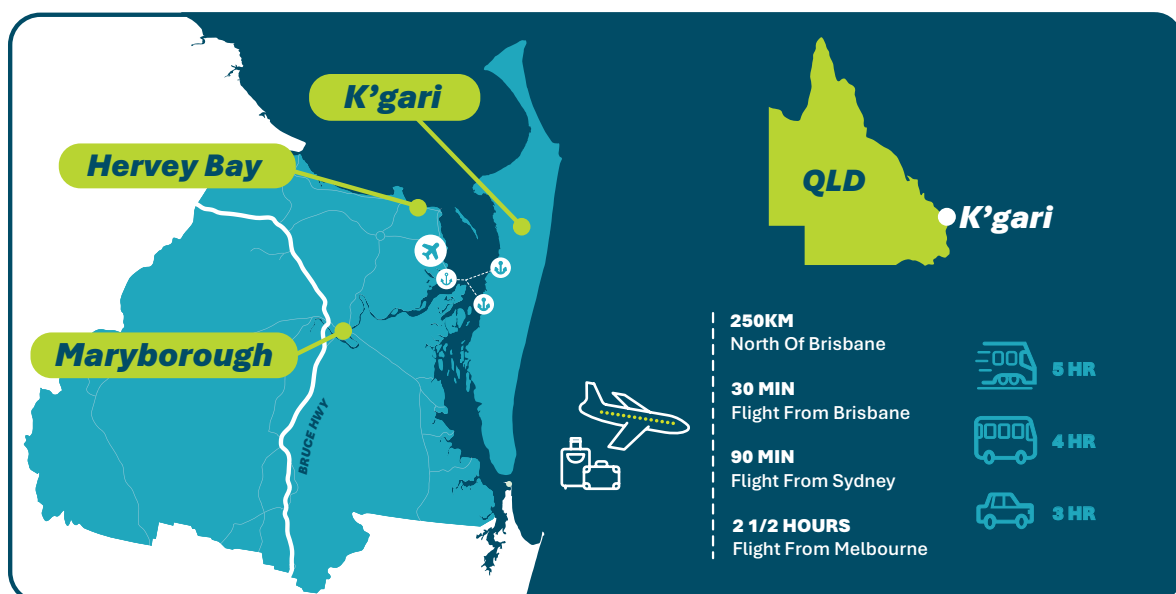 K’gari
Hervey Bay
Maryborough
BRUCE HWY
QLD
K’gari
250KM
North Of Brisbane
30 MIN
Flight From Brisbane
90 MIN
Flight From Sydney
2 1/2 HOURS
Flight From Melbourne
5 HR
4 HR
3 HR